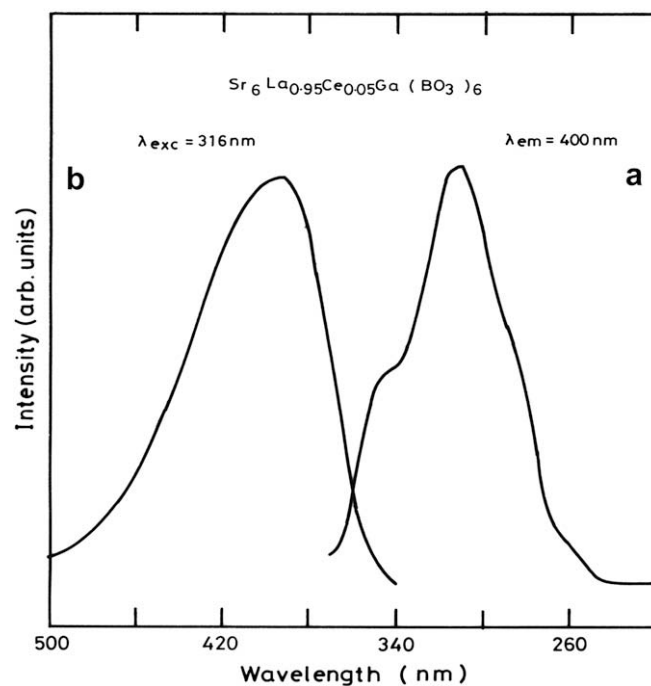 Sr6La0.95Ce0.05Ga(BO3)6
λexc = 316nm
λem = 400nm
b
a
Intensity (arb. units)
500
420
340
260
Wavelength (nm)